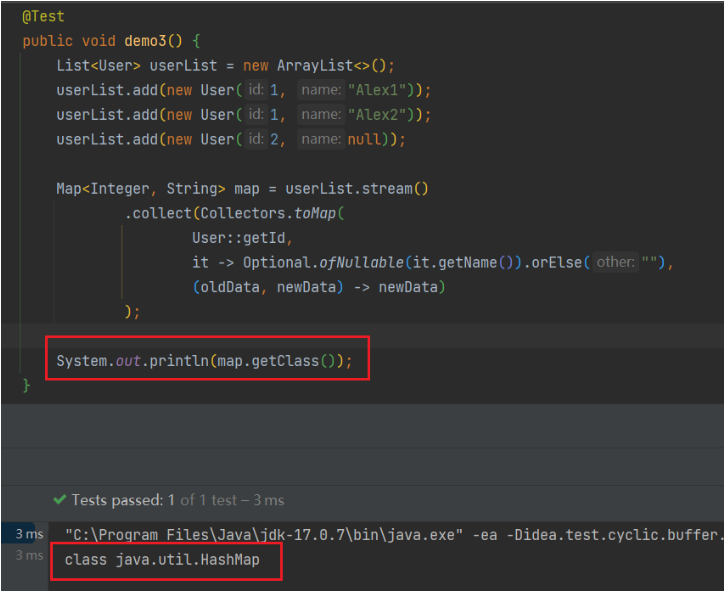 @Test
public void demo3() {
List<User> userList = new ArrayList<>();
userList.add(new User( id: 1, name: "Alex1"));
userList.add(new User( id: 1, name: "Alex2"));
userList.add(new User( id: 2, name: null));
Map<Integer, String> map = userList.stream()
.collect(Collectors.toMap(
User::getId,
it -> Optional.ofNullable(it.getName()).orElse( other: ""),
(oldData, newData) -> newData)
);
System.out.println(map.getClass());
}
Tests passed: 1 of 1 test – 3 ms
3 ms "C:\Program Files\Java\jdk-17.0.7\bin\java.exe" -ea -Didea.test.cyclic.buffer.
3 ms class java.util.HashMap